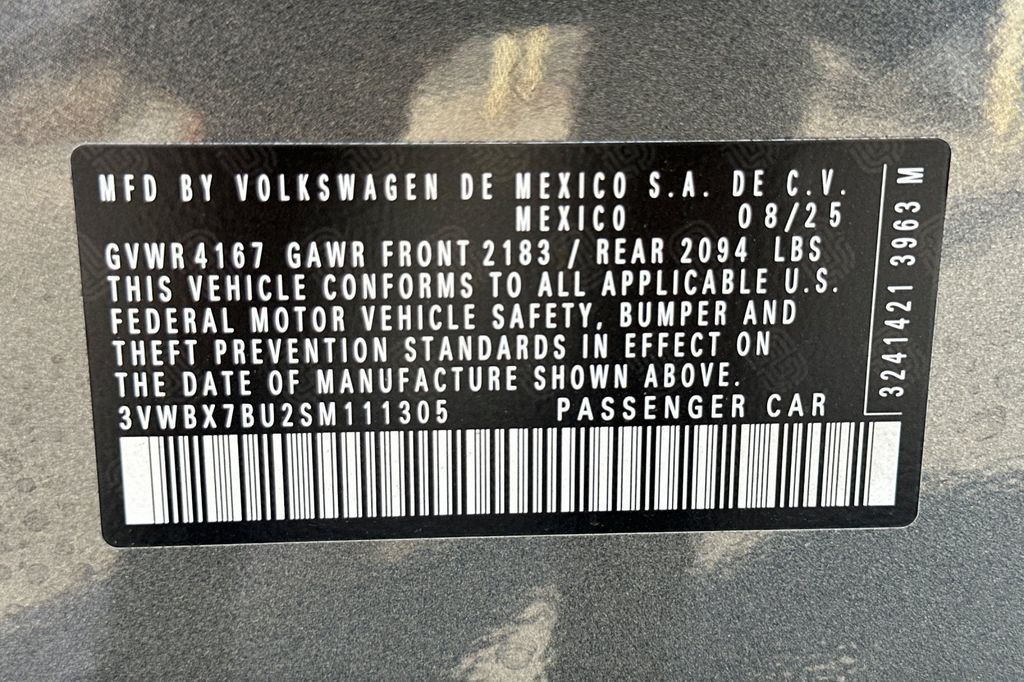 MFD BY VOLKSWAGEN DE MEXICO S.A. DE C.V.
MEXICO 08/25
GVWR 4167 GAWR FRONT 2183 / REAR 2094 LBS
THIS VEHICLE CONFORMS TO ALL APPLICABLE U.S.
FEDERAL MOTOR VEHICLE SAFETY, BUMPER AND
THEFT PREVENTION STANDARDS IN EFFECT ON
THE DATE OF MANUFACTURE SHOWN ABOVE.
3VWBX7BU2SM111305 PASSENGER CAR
3241421 3963 M